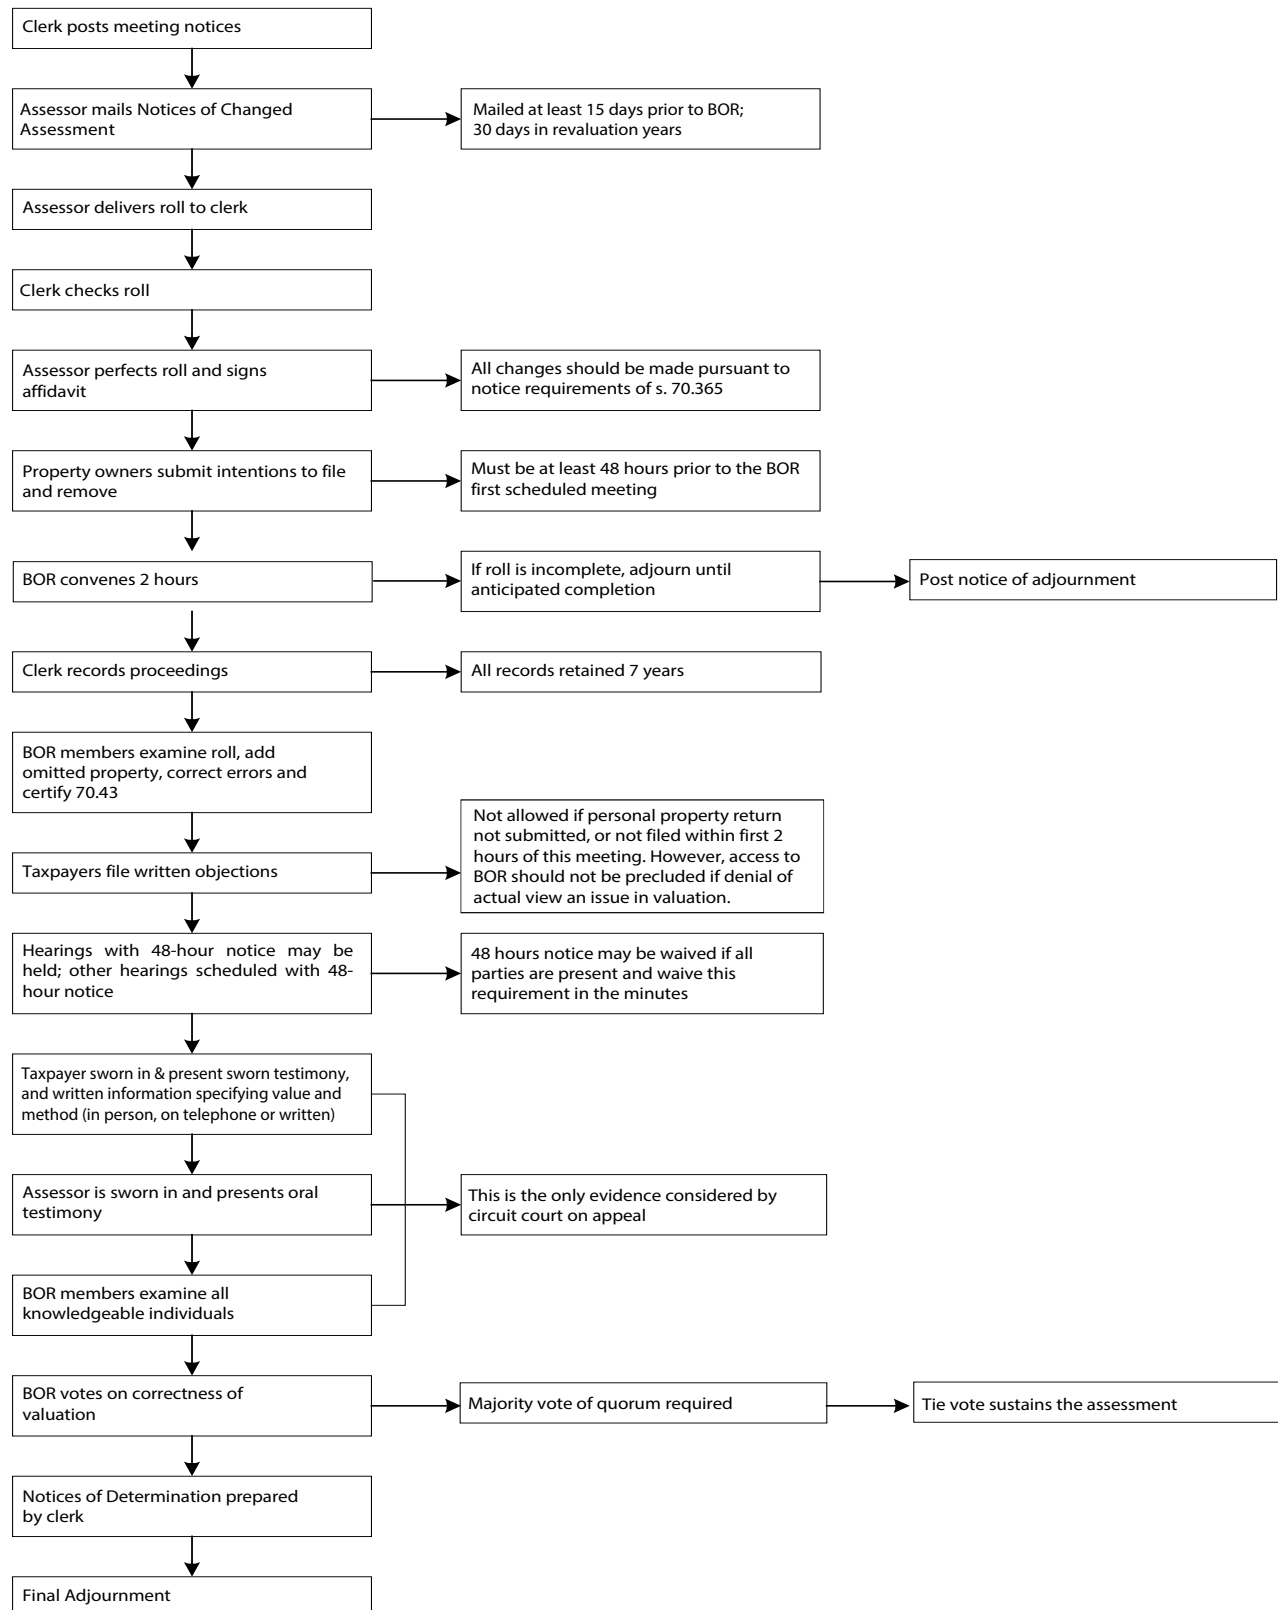 Clerk posts meeting notices
Assessor mails Notices of Changed
Assessment
Mailed at least 15 days prior to BOR;
30 days in revaluation years
Assessor delivers roll to clerk
Clerk checks roll
Assessor perfects roll and signs
affidavit
All changes should be made pursuant to
notice requirements of s. 70.365
Property owners submit intentions to file
and remove
Must be at least 48 hours prior to the BOR
first scheduled meeting
BOR convenes 2 hours
If roll is incomplete, adjourn until
anticipated completion
Post notice of adjournment
Clerk records proceedings
All records retained 7 years
BOR members examine roll, add
omitted property, correct errors and
certify 70.43
Taxpayers file written objections
Not allowed if personal property return
not submitted, or not filed within first 2
hours of this meeting. However, access to
BOR should not be precluded if denial of
actual view an issue in valuation.
Hearings with 48-hour notice may be
held; other hearings scheduled with 48-
hour notice
48 hours notice may be waived if all
parties are present and waive this
requirement in the minutes
Taxpayer sworn in & present sworn testimony,
and written information specifying value and
method (in person, on telephone or written)
Assessor is sworn in and presents oral
testimony
This is the only evidence considered by
circuit court on appeal
BOR members examine all
knowledgeable individuals
BOR votes on correctness of
valuation
Majority vote of quorum required
Tie vote sustains the assessment
Notices of Determination prepared
by clerk
Final Adjournment